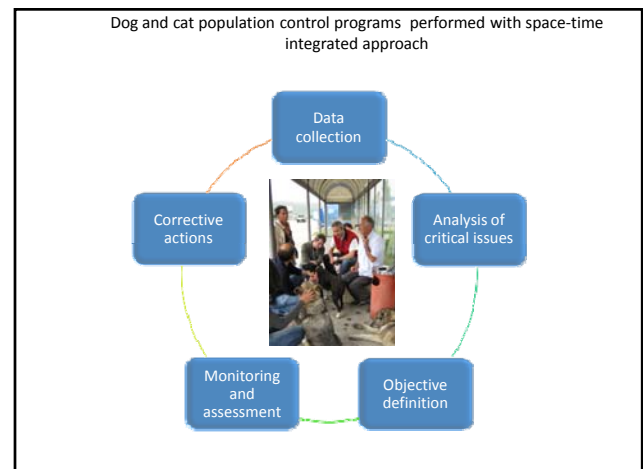 Dog and cat population control programs performed with space-time
integrated approach
Data
collection
Analysis of
critical issues
Objective
definition
Monitoring
and
assessment
Corrective
actions